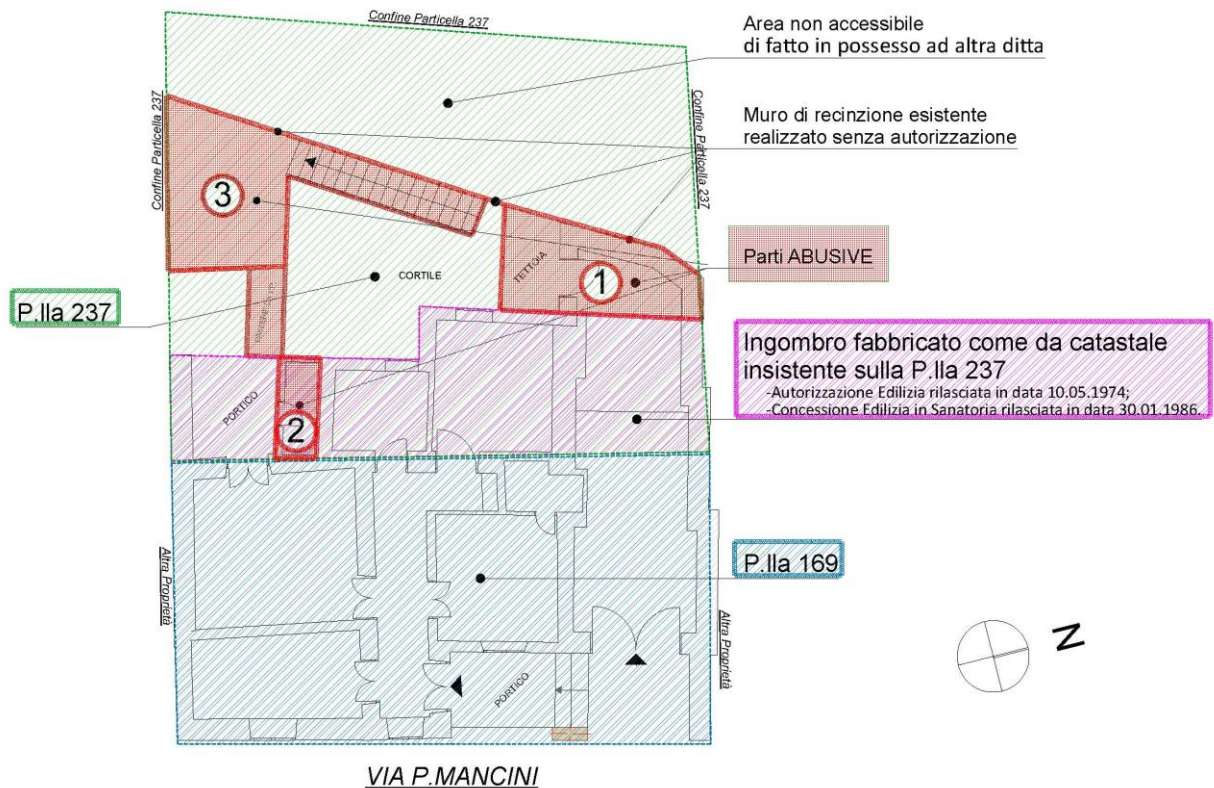 Confine Particella 237
Area non accessibile
di fatto in possesso ad altra ditta
Confine Particella 237
Confine Particella 237
Muro di recinzione esistente
realizzato senza autorizzazione
3
TETTOIA
1
CORTILE
Parti ABUSIVE
P.lla 237
Ingombro fabbricato come da catastale
insistente sulla P.lla 237
-Autorizzazione Edilizia rilasciata in data 10.05.1974;
-Concessione Edilizia in Sanatoria rilasciata in data 30.01.1986.
PORTICO
2
P.lla 169
Altra Proprietà
Altra Proprietà
PORTICO
N
VIA P.MANCINI